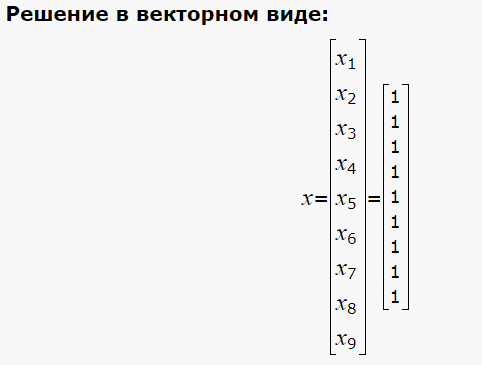 Решение в векторном виде:
x = [x₁ x₂ x₃ x₄ x₅ x₆ x₇ x₈ x₉] = [1 1 1 1 1 1 1 1 1]